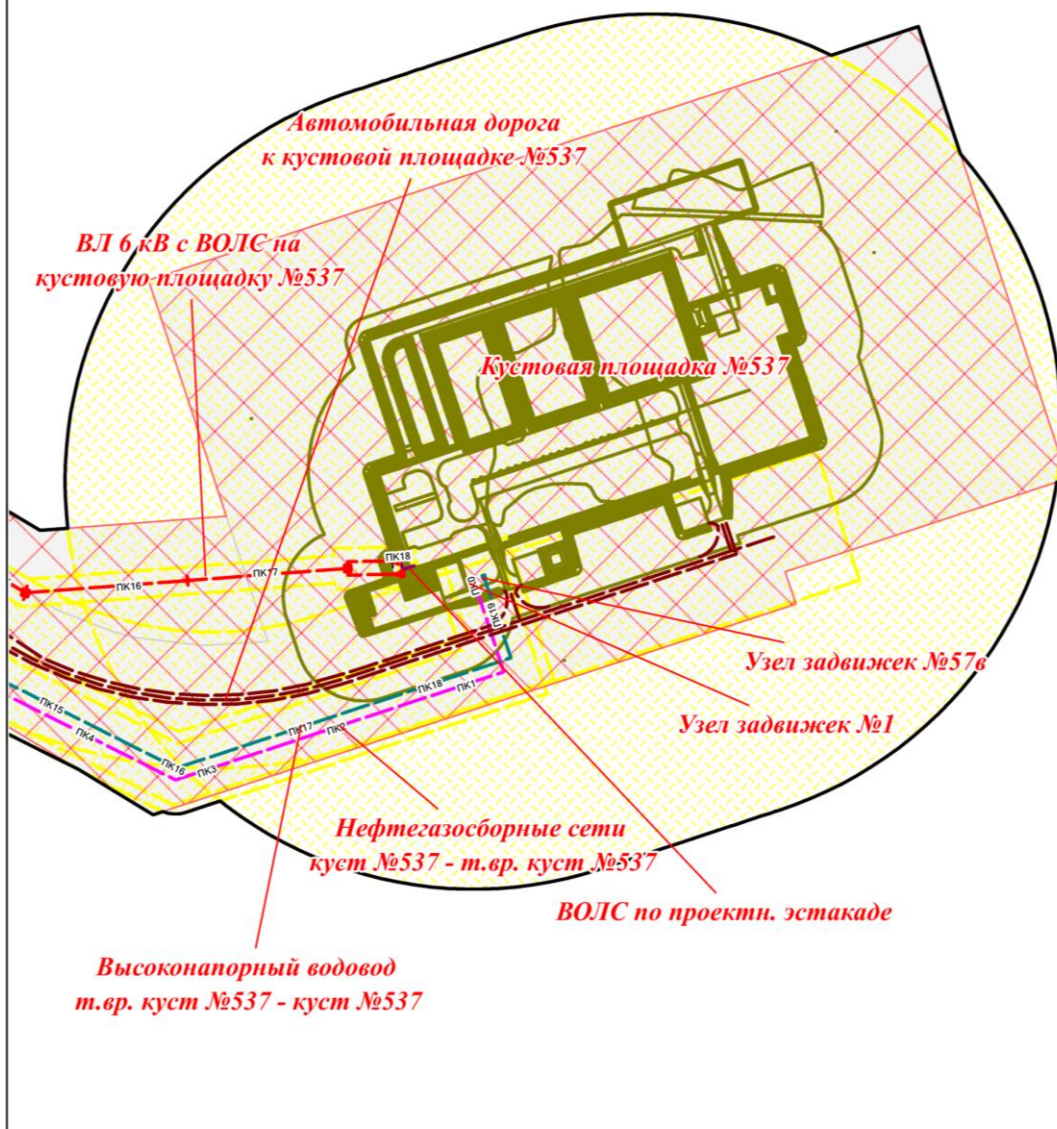 Автомобильная дорога
к кустовой площадке №537
ВЛ 6 кВ с ВОЛС на
кустовую площадку №537
Кустовая площадка №537
ПК18
ПК16
ПК17
ПК0
ПК19
Узел задвижек №57в
Узел задвижек №1
ПК15
ПК4
ПК16
ПК3
ПК17
ПК2
ПК18
ПК1
Нефтегазосборные сети
куст №537 - т.вр. куст №537
ВОЛС по проектн. эстакаде
Высоконапорный водовод
т.вр. куст №537 - куст №537